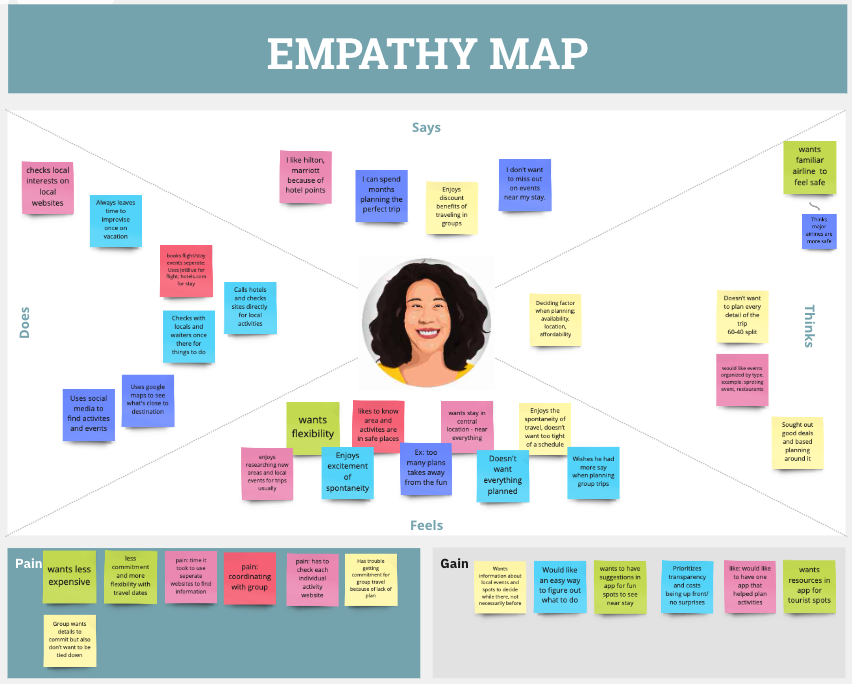 EMPATHY MAP
Says
I like hilton,
marriott
because of
hotel points
I can spend
months
planning the
perfect trip
Enjoys
discount
benefits of
traveling in
groups
I don't want
to miss out
on events
near my stay.
Does
checks local
interests on
local
websites
Always leaves
time to
improvise
once on
vacation
books flight/stay
events seperate.
Uses JetBlue for
flight, hotels.com
for stay
Calls hotels
and checks
sites directly
for local
activities
Checks with
locals and
waiters once
there for
things to do
Uses google
maps to see
what's close to
destination
Uses social
media to
find activites
and events
Thinks
wants
familiar
airline to
feel safe
Thinks
major
airlines are
more safe
Deciding factor
when planning:
availability,
location,
affordability
Doesn't want
to plan every
detail of the
trip
60-40 split
would like events
organized by type.
example: sproting
event, restaurants
Sought out
good deals
and based
planning
around it
Feels
wants
flexibility
likes to know
area and
activites are
in safe places
wants stay in
central
location - near
everything
Enjoys the
spontaneity of
travel, doesn't
want too tight
of a schedule
enjoys
researching new
areas and local
events for trips
usually
Enjoys
excitement
of
spontaneity
Ex: too
many plans
takes away
from the fun
Doesn't
want
everything
planned
Wishes he had
more say
when planning
group trips
Pain
wants less
expensive
less
commitment
and more
flexibility with
travel dates
pain: time it
took to use
seperate
websites to find
information
pain:
coordinating
with group
pain: has to
check each
individual
activity
website
Has trouble
getting
commitment for
group travel
because of lack of
plan
Group wants
details to
commit but also
don't want to be
tied down
Gain
Wants
information about
local events and
spots to decide
while there, not
necessarily before
Would like
an easy way
to figure out
what to do
wants to have
suggestions in
app for fun
spots to see
near stay
Prioritizes
transparency
and costs
being up front/
no surprises
like: would like
to have one
app that
helped plan
activities
wants
resources in
app for
tourist spots